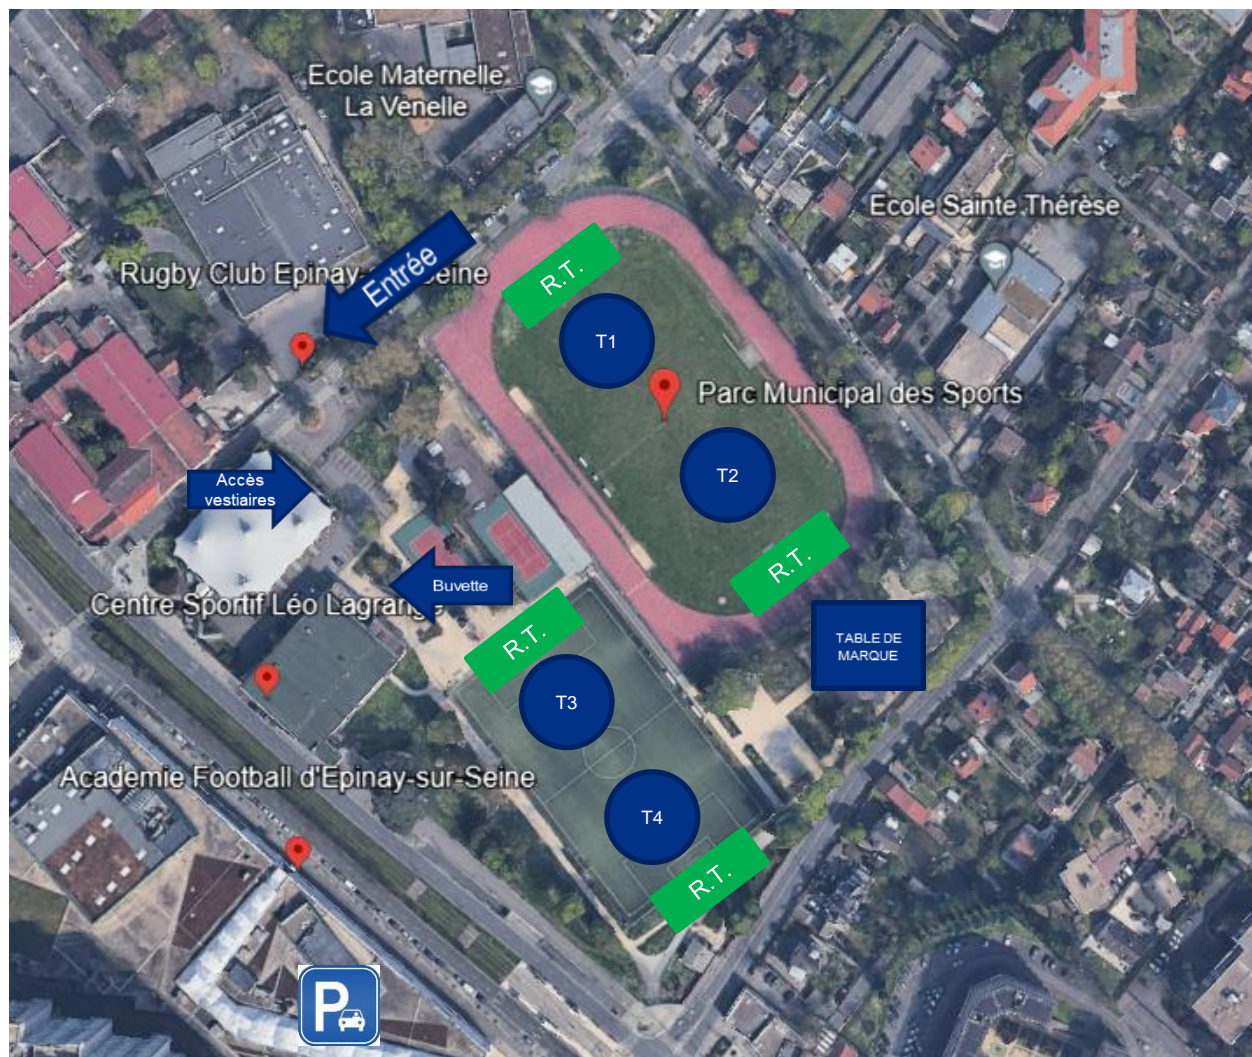 Ecole Maternelle
La Venelle
Ecole Sainte Thérèse
Entrée
R.T.
Rugby Club Epinay- Seine
T1
Parc Municipal des Sports
T2
Accès
vestiaires
R.T.
Buvette
Centre Sportif Léo Lagrange
R.T.
TABLE DE
MARQUE
T3
Academie Football d'Epinay-sur-Seine
T4
R.T.
P